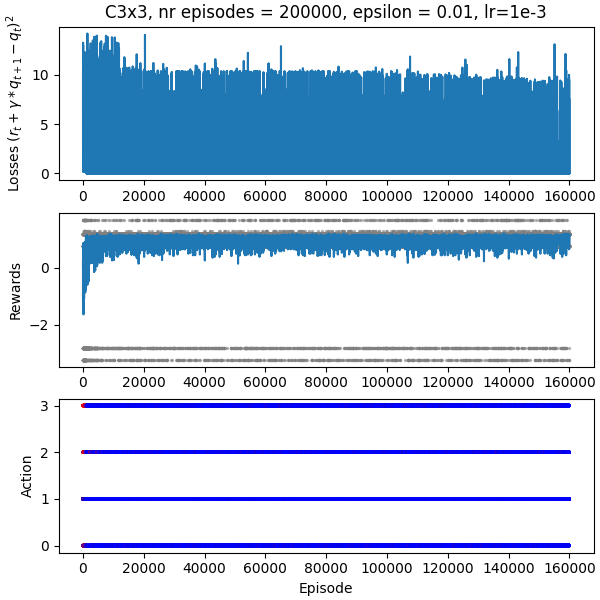 C3x3, nr episodes = 200000, epsilon = 0.01, lr=1e-3
Losses $(r_t + \gamma * q_{t+1} - q_t)^2$
10
5
0
0 20000 40000 60000 80000 100000 120000 140000 160000
Rewards
0
−2
0 20000 40000 60000 80000 100000 120000 140000 160000
Action
3
2
1
0
0 20000 40000 60000 80000 100000 120000 140000 160000
Episode